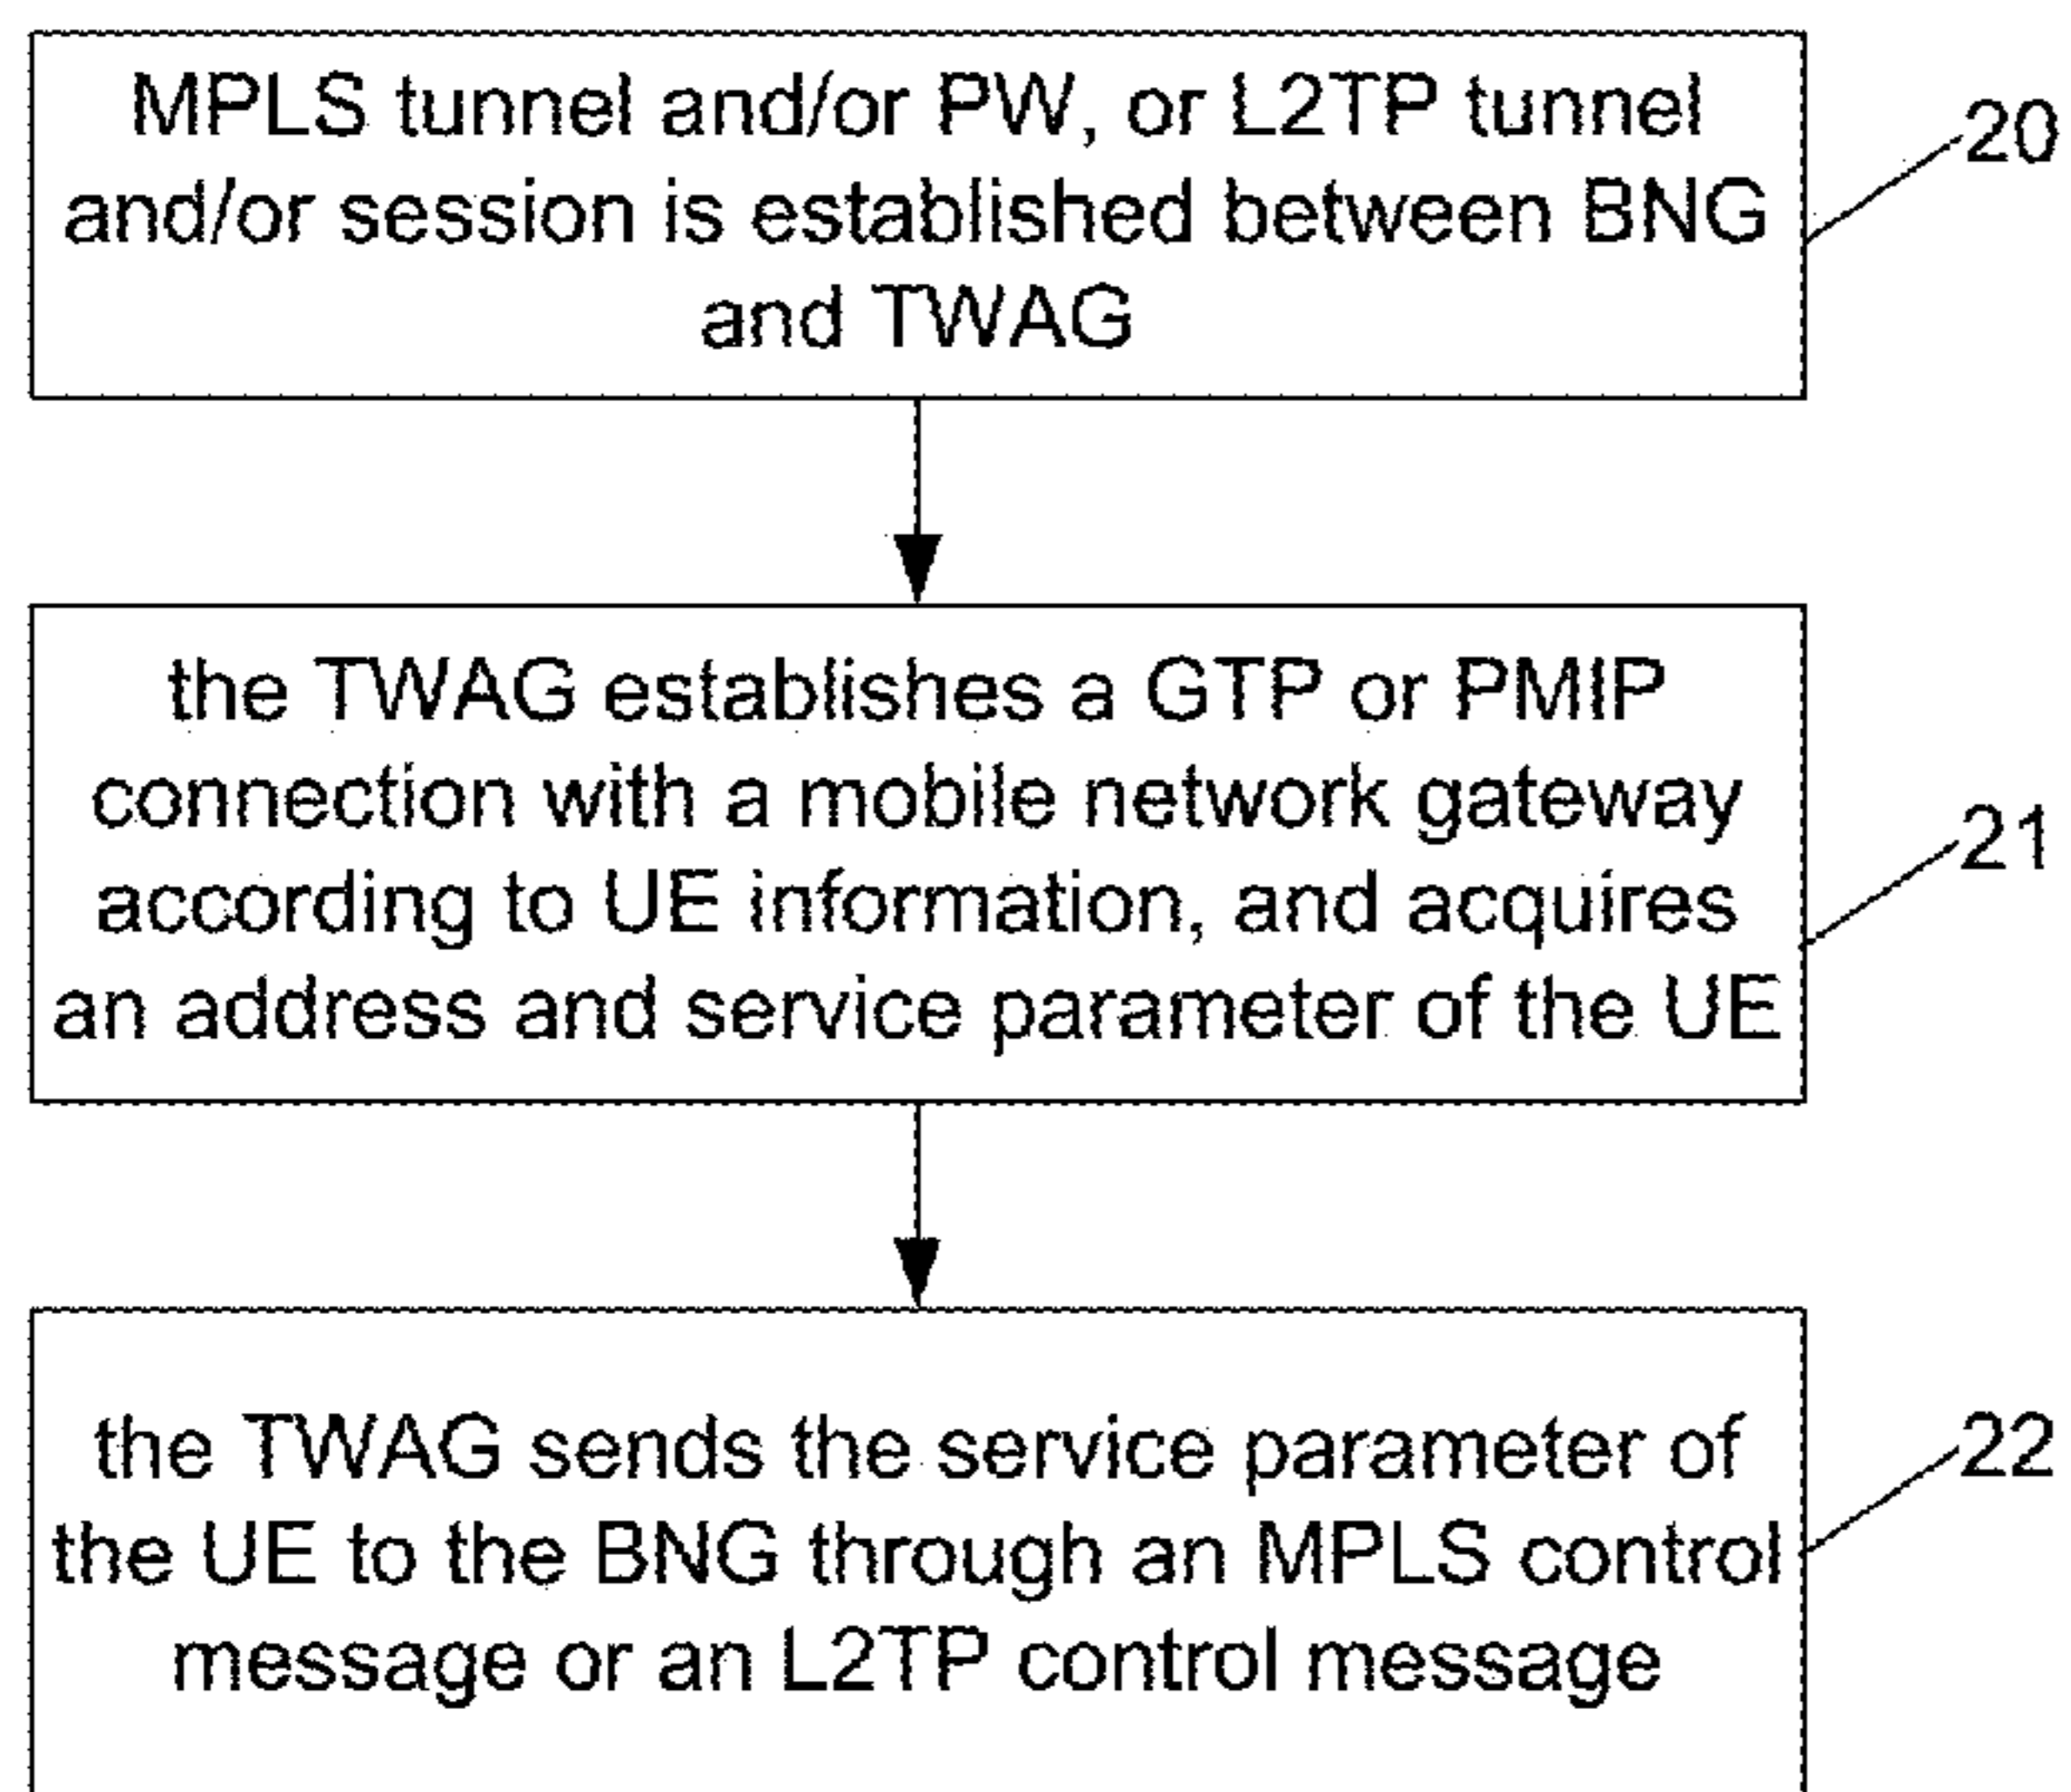 MPLS tunnel and/or PW, or L2TP tunnel
and/or session is established between BNG
and TWAG
20
the TWAG establishes a GTP or PMIP
connection with a mobile network gateway
according to UE information, and acquires
an address and service parameter of the UE
21
the TWAG sends the service parameter of
the UE to the BNG through an MPLS control
message or an L2TP control message
22